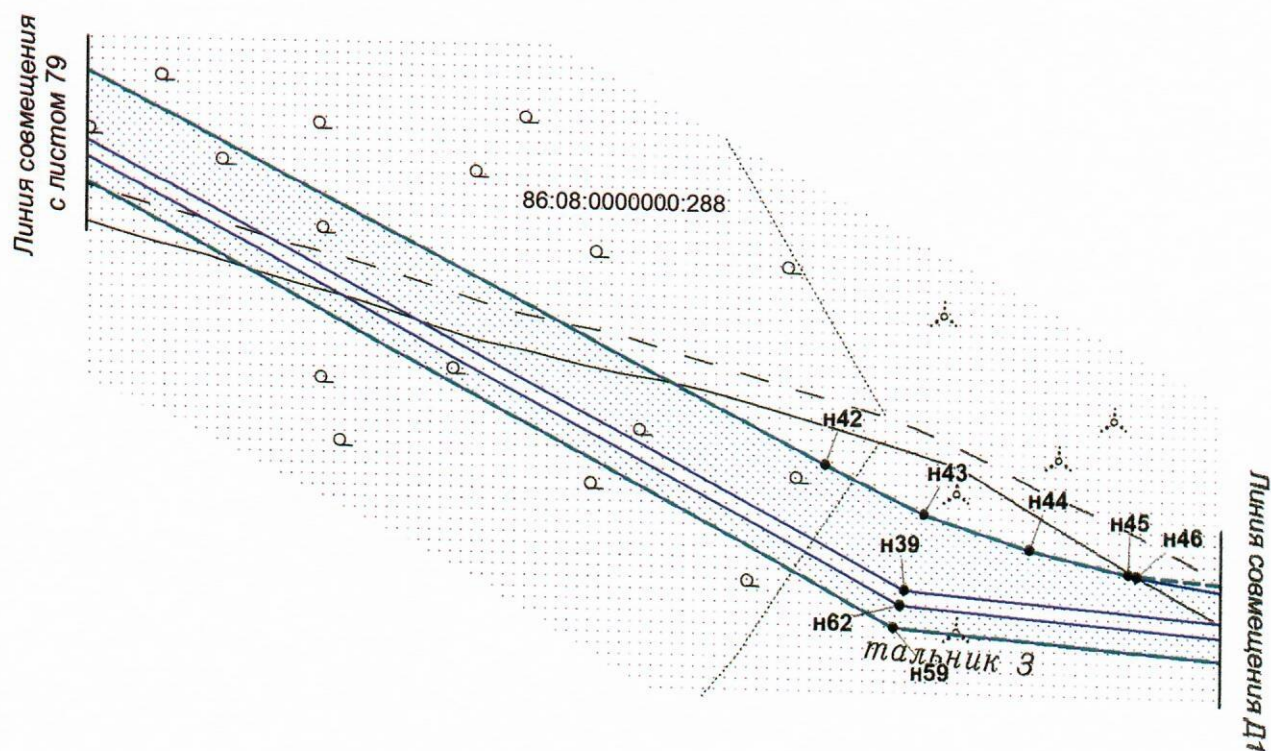 Линия совмещения
с листом 79
86:08:0000000:288
н42
н43
н44
н45
н46
н39
н62
н59
тальник 3
Линия совмещения Д1